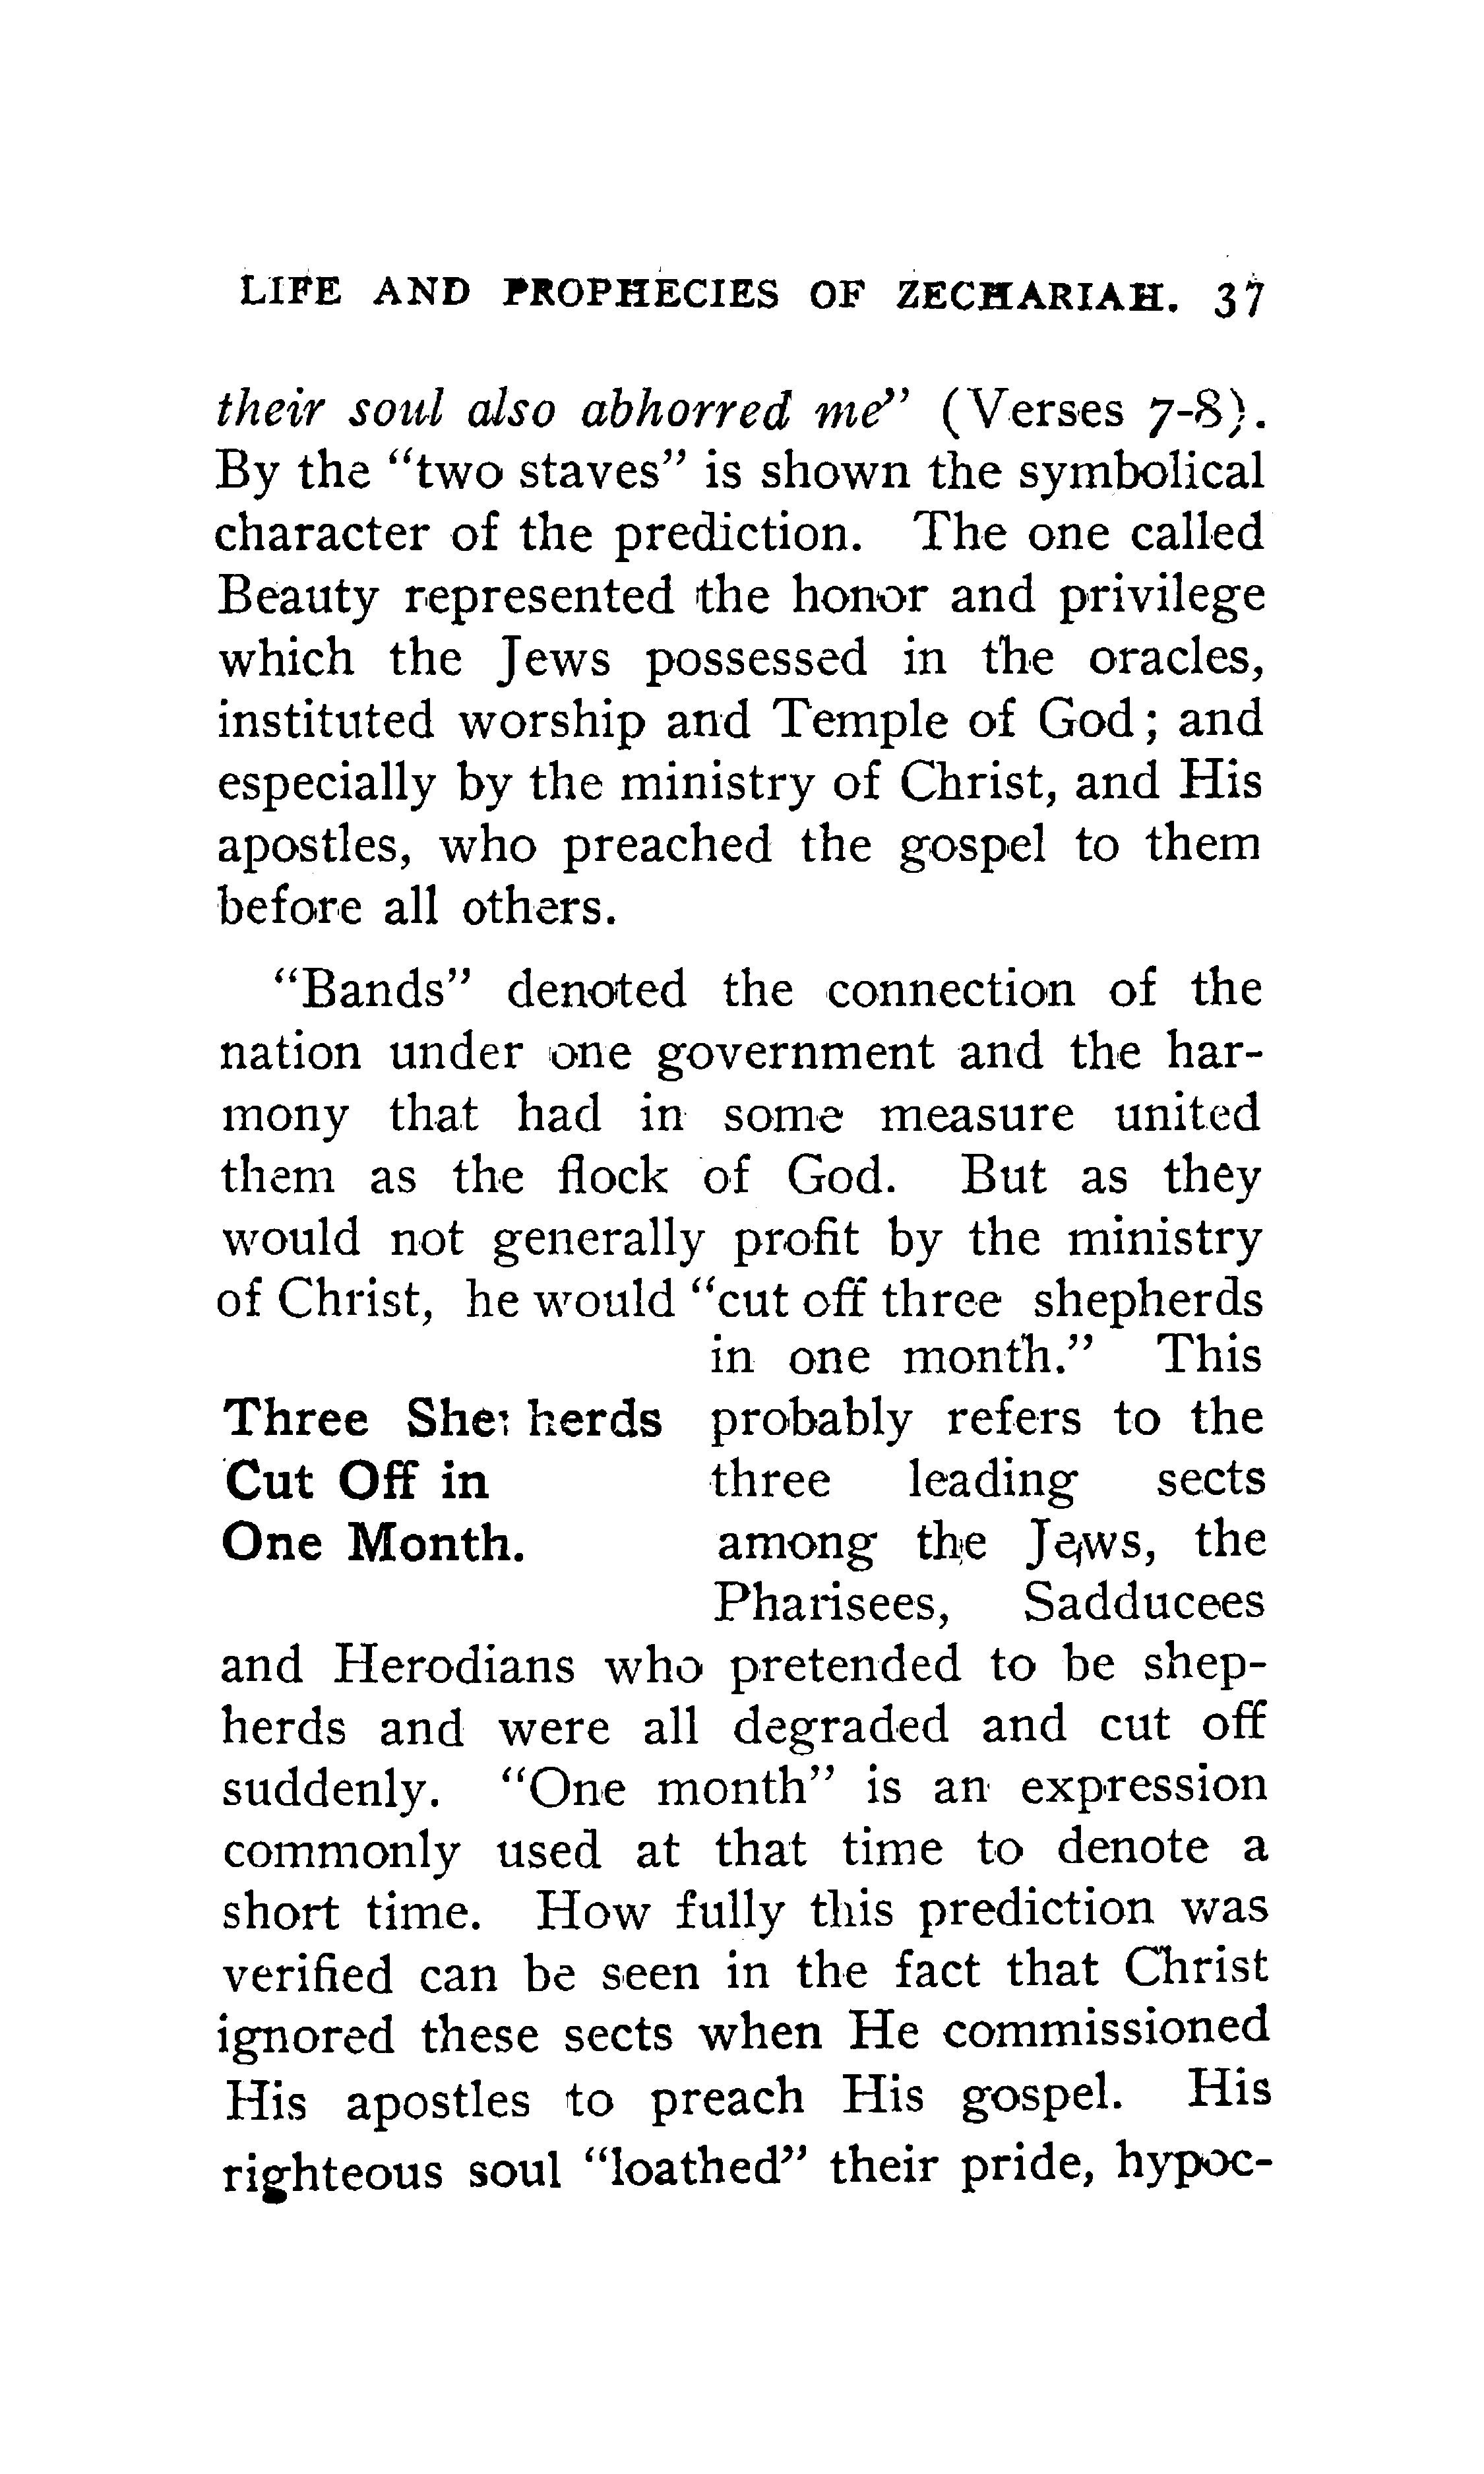 LIFE AND PROPHECIES OF ZECHARIAH. 37
their soul also abhorred me" (Verses 7-8).
By the "two staves" is shown the symbolical
character of the prediction. The one called
Beauty represented the honor and privilege
which the Jews possessed in the oracles,
instituted worship and Temple of God; and
especially by the ministry of Christ, and His
apostles, who preached the gospel to them
before all others.
"Bands" denoted the connection of the
nation under one government and the har-
mony that had in some measure united
them as the flock of God. But as they
would not generally profit by the ministry
of Christ, he would "cut off three shepherds
Three Shepherds
Cut Off in
One Month.
in one month." This
probably refers to the
three leading sects
among the Jews, the
Pharisees, Sadducees
and Herodians who pretended to be shep-
herds and were all degraded and cut off
suddenly. "One month" is an expression
commonly used at that time to denote a
short time. How fully this prediction was
verified can be seen in the fact that Christ
ignored these sects when He commissioned
His apostles to preach His gospel. His
righteous soul "loathed" their pride, hypoc-